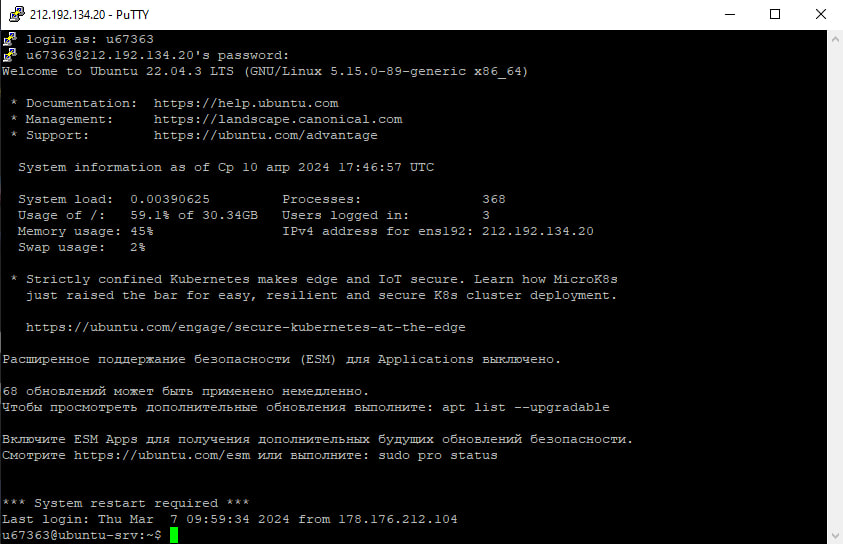 212.192.134.20 - PuTTY
login as: u67363
u67363@212.192.134.20's password:
Welcome to Ubuntu 22.04.3 LTS (GNU/Linux 5.15.0-89-generic x86_64)
* Documentation:  https://help.ubuntu.com
* Management:     https://landscape.canonical.com
* Support:        https://ubuntu.com/advantage
System information as of Ср 10 апр 2024 17:46:57 UTC
System load:  0.00390625         Processes:               368
Usage of /:   59.1% of 30.34GB   Users logged in:         3
Memory usage: 45%                IPv4 address for ens192: 212.192.134.20
Swap usage:   2%
* Strictly confined Kubernetes makes edge and IoT secure. Learn how MicroK8s
just raised the bar for easy, resilient and secure K8s cluster deployment.
https://ubuntu.com/engage/secure-kubernetes-at-the-edge
Расширенное поддержание безопасности (ESM) для Applications выключено.
68 обновлений может быть применено немедленно.
Чтобы просмотреть дополнительные обновления выполните: apt list --upgradable
Включите ESM Apps для получения дополнительных будущих обновлений безопасности.
Смотрите https://ubuntu.com/esm или выполните: sudo pro status
*** System restart required ***
Last login: Thu Mar  7 09:59:34 2024 from 178.176.212.104
u67363@ubuntu-srv:~$